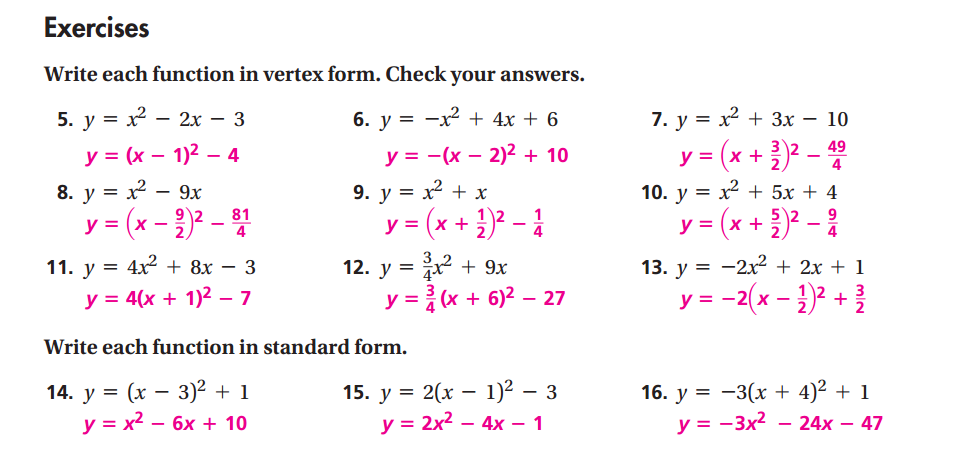 Exercises
Write each function in vertex form. Check your answers.
5. y = x² − 2x − 3 6. y = −x² + 4x + 6 7. y = x² + 3x − 10
y = (x − 1)² − 4 y = −(x − 2)² + 10 y = (x + 3/2)² − 49/4
8. y = x² − 9x 9. y = x² + x 10. y = x² + 5x + 4
y = (x − 9/2)² − 81/4 y = (x + 1/2)² − 1/4 y = (x + 5/2)² − 9/4
11. y = 4x² + 8x − 3 12. y = 3/4x² + 9x 13. y = −2x² + 2x + 1
y = 4(x + 1)² − 7 y = 3/4 (x + 6)² − 27 y = −2(x − 1/2)² + 3/2
Write each function in standard form.
14. y = (x − 3)² + 1 15. y = 2(x − 1)² − 3 16. y = −3(x + 4)² + 1
y = x² − 6x + 10 y = 2x² − 4x − 1 y = −3x² − 24x − 47